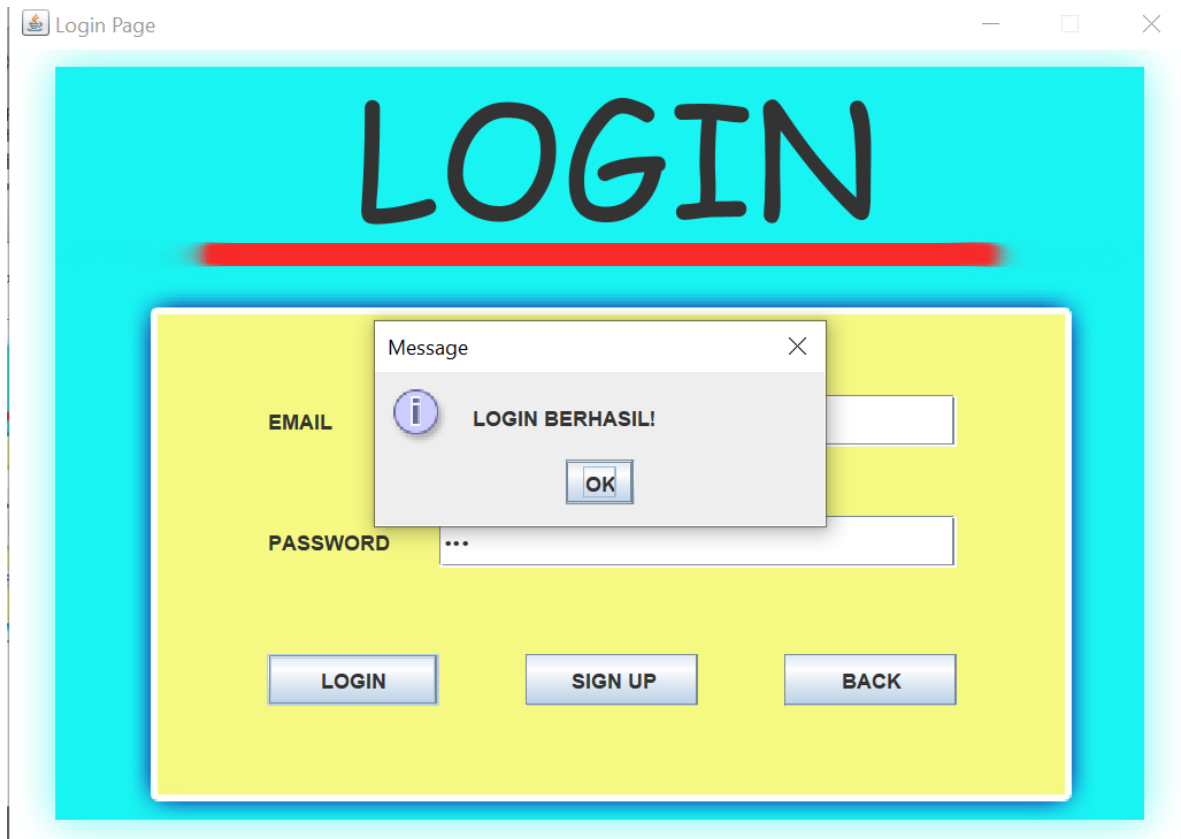 Login Page
LOGIN
Message
LOGIN BERHASIL!
OK
EMAIL
PASSWORD •••
LOGIN SIGN UP BACK